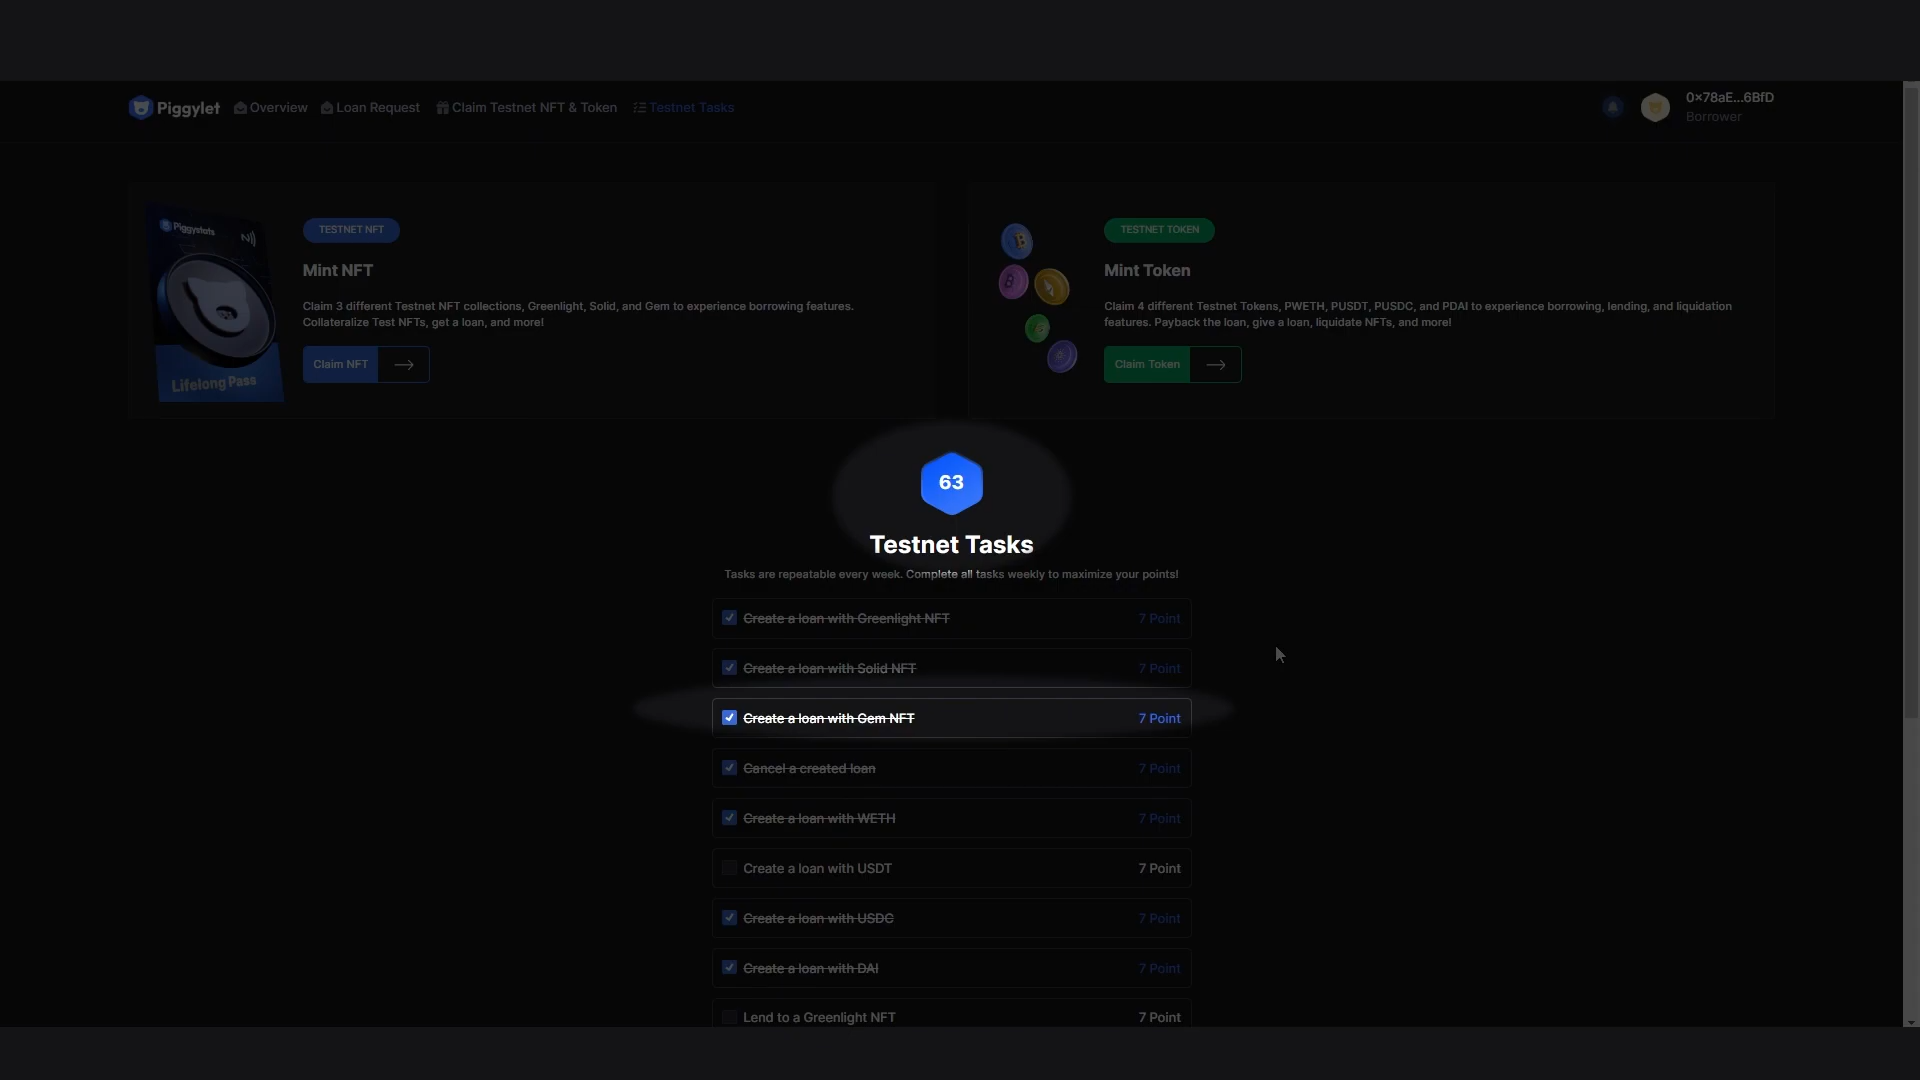 Piggylet Overview Loan Request Claim Testnet NFT & Token Testnet Tasks
0x78aE...6BfD
Borrower
Piggystats
Lifelong Pass
TESTNET NFT
Mint NFT
Claim 3 different Testnet NFT collections, Greenlight, Solid, and Gem to experience borrowing features.
Collateralize Test NFTs, get a loan, and more!
Claim NFT
TESTNET TOKEN
Mint Token
Claim 4 different Testnet Tokens, PWETH, PUSDT, PUSDC, and PDAI to experience borrowing, lending, and liquidation
features. Payback the loan, give a loan, liquidate NFTs, and more!
Claim Token
63
Testnet Tasks
Tasks are repeatable every week. Complete all tasks weekly to maximize your points!
Create a loan with Greenlight NFT 7 Point
Create a loan with Solid NFT 7 Point
Create a loan with Gem NFT 7 Point
Cancel a created loan 7 Point
Create a loan with WETH 7 Point
Create a loan with USDT 7 Point
Create a loan with USDC 7 Point
Create a loan with DAI 7 Point
Lend to a Greenlight NFT 7 Point